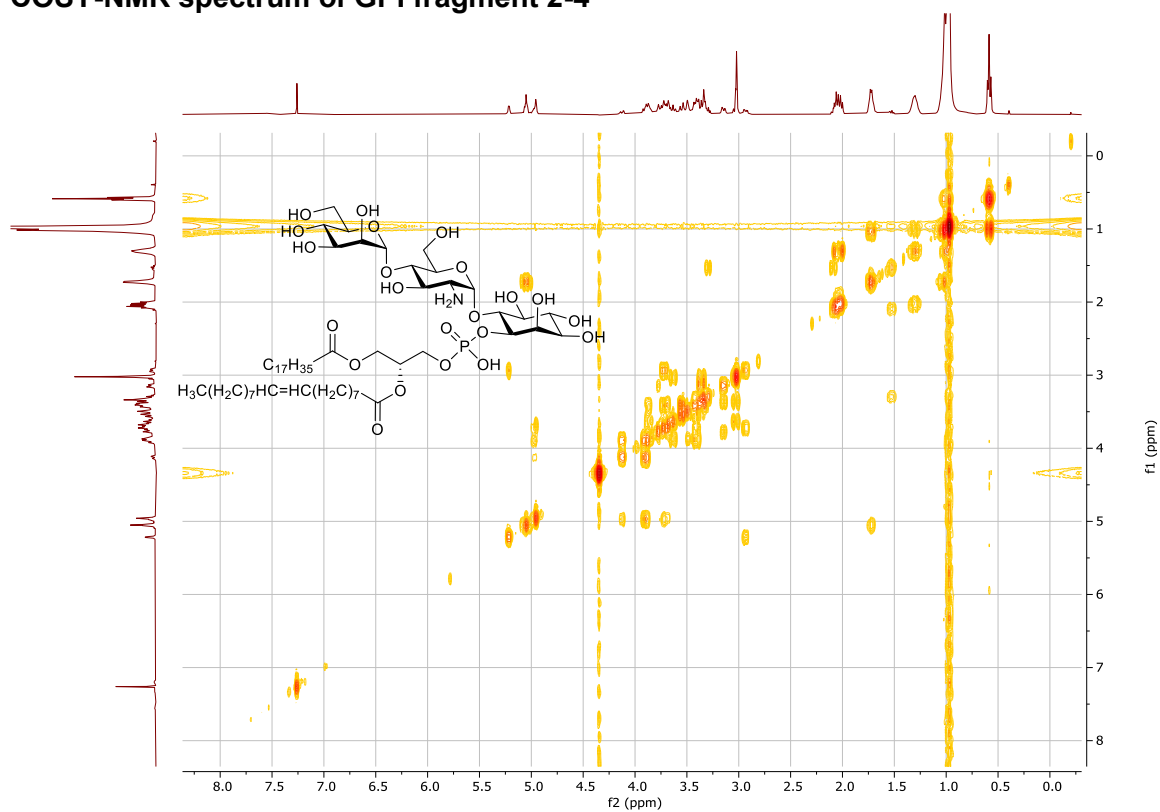 COSY-NMR spectrum of GPI fragment 2-4
HO
OH
HO
O
HO
O
OH
O
HO
O
H₂N
HO
OH
O
OH
OH
O
O
O
P
O
OH
C₁₇H₃₅
O
O
H₃C(H₂C)₇HC=HC(H₂C)₇
O
O
0
1
2
3
4
5
6
7
8
f1 (ppm)
8.0 7.5 7.0 6.5 6.0 5.5 5.0 4.5 4.0 3.5 3.0 2.5 2.0 1.5 1.0 0.5 0.0
f2 (ppm)